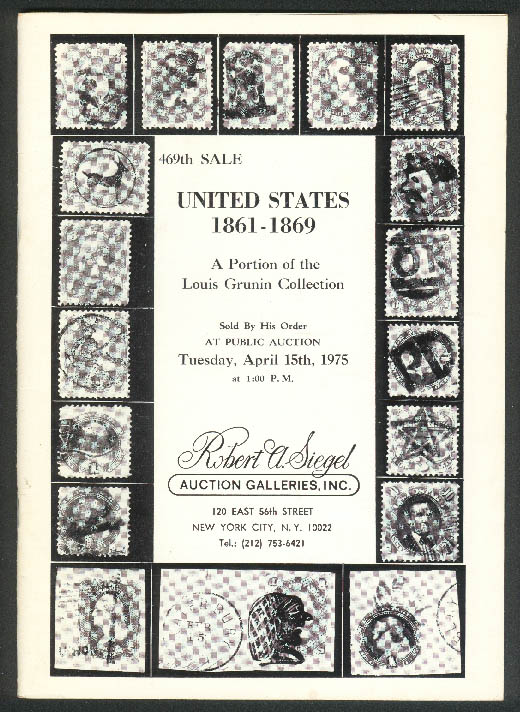 469th SALE
UNITED STATES
1861-1869
A Portion of the
Louis Grunin Collection
Sold By His Order
AT PUBLIC AUCTION
Tuesday, April 15th, 1975
at 1:00 P.M.
Robert A. Siegel
AUCTION GALLERIES, INC.
120 EAST 56th STREET
NEW YORK CITY, N. Y. 10022
Tel.: (212) 753-6421